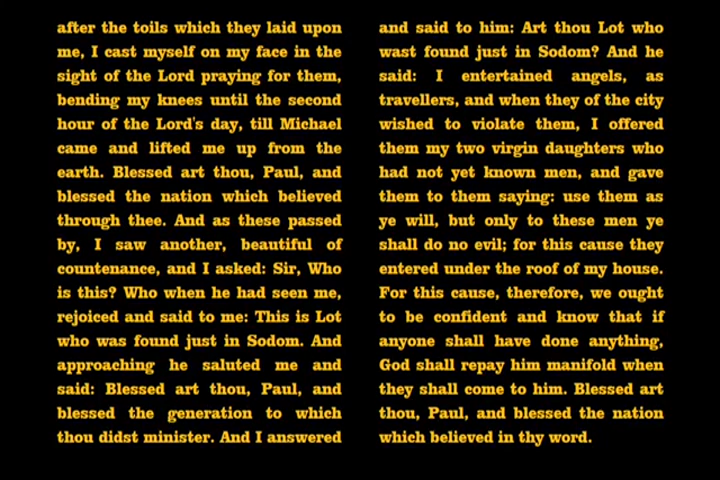 after the toils which they laid upon
me, I cast myself on my face in the
sight of the Lord praying for them,
bending my knees until the second
hour of the Lord's day, till Michael
came and lifted me up from the
earth. Blessed art thou, Paul, and
blessed the nation which believed
through thee. And as these passed
by, I saw another, beautiful of
countenance, and I asked: Sir, Who
is this? Who when he had seen me,
rejoiced and said to me: This is Lot
who was found just in Sodom. And
approaching he saluted me and
said: Blessed art thou, Paul, and
blessed the generation to which
thou didst minister. And I answered
and said to him: Art thou Lot who
wast found just in Sodom? And he
said: I entertained angels, as
travellers, and when they of the city
wished to violate them, I offered
them my two virgin daughters who
had not yet known men, and gave
them to them saying: use them as
ye will, but only to these men ye
shall do no evil; for this cause they
entered under the roof of my house.
For this cause, therefore, we ought
to be confident and know that if
anyone shall have done anything,
God shall repay him manifold when
they shall come to him. Blessed art
thou, Paul, and blessed the nation
which believed in thy word.